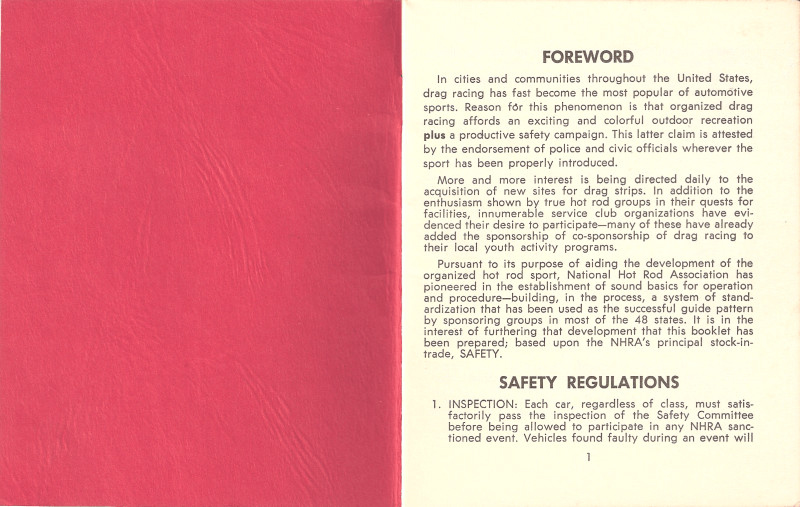 FOREWORD
In cities and communities throughout the United States,
drag racing has fast become the most popular of automotive
sports. Reason for this phenomenon is that organized drag
racing affords an exciting and colorful outdoor recreation
plus a productive safety campaign. This latter claim is attested
by the endorsement of police and civic officials wherever the
sport has been properly introduced.
More and more interest is being directed daily to the
acquisition of new sites for drag strips. In addition to the
enthusiasm shown by true hot rod groups in their quests for
facilities, innumerable service club organizations have evi-
denced their desire to participate—many of these have already
added the sponsorship of co-sponsorship of drag racing to
their local youth activity programs.
Pursuant to its purpose of aiding the development of the
organized hot rod sport, National Hot Rod Association has
pioneered in the establishment of sound basics for operation
and procedure—building, in the process, a system of stand-
ardization that has been used as the successful guide pattern
by sponsoring groups in most of the 48 states. It is in the
interest of furthering that development that this booklet has
been prepared; based upon the NHRA's principal stock-in-
trade, SAFETY.
SAFETY REGULATIONS
1. INSPECTION: Each car, regardless of class, must satis-
factorily pass the inspection of the Safety Committee
before being allowed to participate in any NHRA sanc-
tioned event. Vehicles found faulty during an event will
1